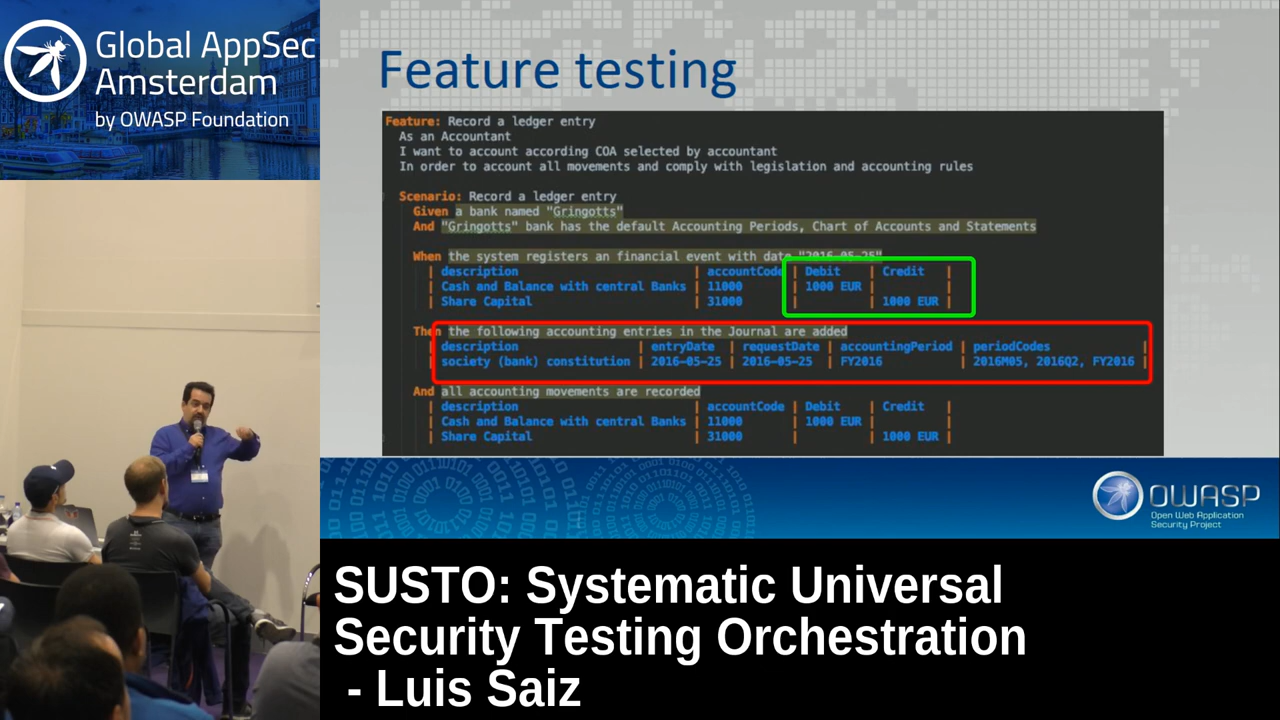 Global AppSec
Amsterdam
by OWASP Foundation
Feature testing
Feature: Record a ledger entry
As an Accountant
I want to account according COA selected by accountant
In order to account all movements and comply with legislation and accounting rules
Scenario: Record a ledger entry
Given a bank named "Gringotts"
And "Gringotts" bank has the default Accounting Periods, Chart of Accounts and Statements
When the system registers an financial event with date "2016-05-25"
| description | accountCode | Debit | Credit |
| Cash and Balance with central Banks | 11000 | 1000 EUR | |
| Share Capital | 31000 | | 1000 EUR |
Then the following accounting entries in the Journal are added
| description | entryDate | requestDate | accountingPeriod | periodCodes |
| society (bank) constitution | 2016-05-25 | 2016-05-25 | FY2016 | 2016M05, 2016Q2, FY2016 |
And all accounting movements are recorded
| description | accountCode | Debit | Credit |
| Cash and Balance with central Banks | 11000 | 1000 EUR | |
| Share Capital | 31000 | | 1000 EUR |
OWASP
Open Web Application
Security Project
SUSTO: Systematic Universal
Security Testing Orchestration
- Luis Saiz